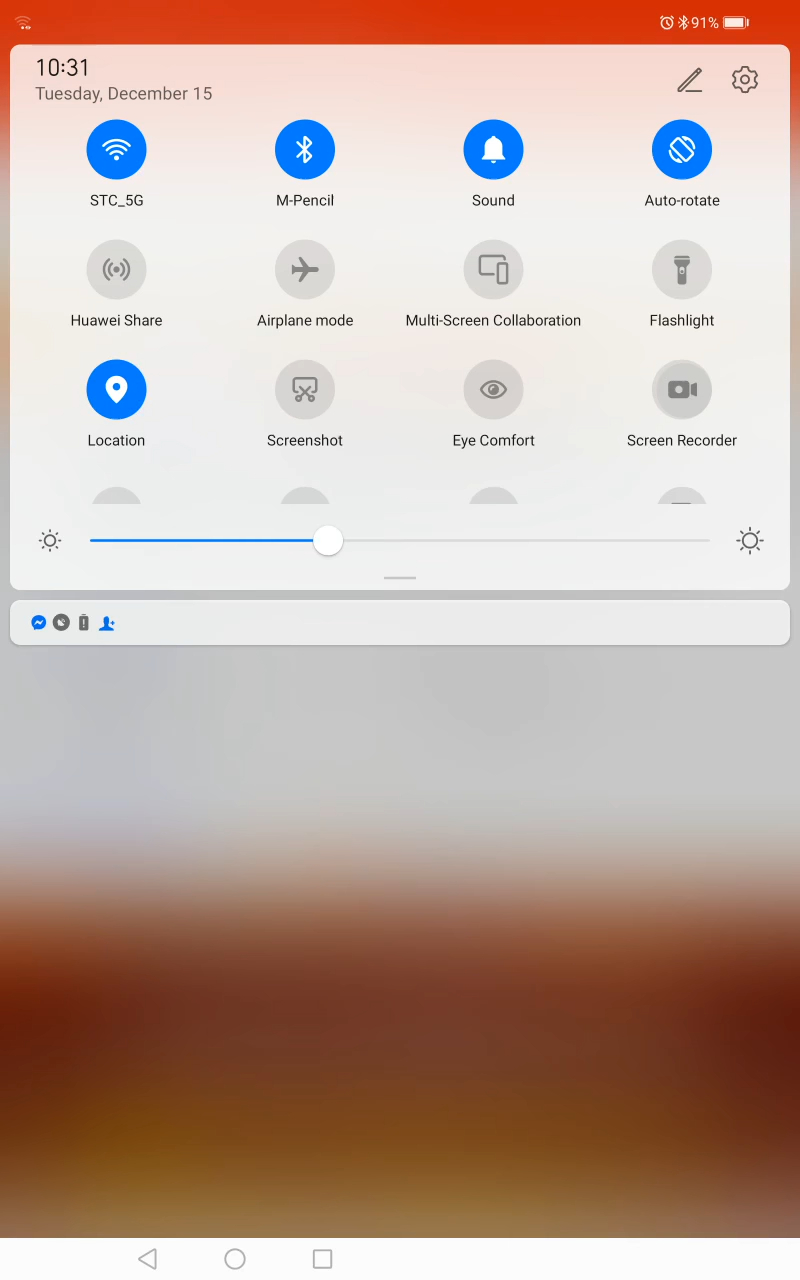 91%
10:31
Tuesday, December 15
STC_5G
M-Pencil
Sound
Auto-rotate
Huawei Share
Airplane mode
Multi-Screen Collaboration
Flashlight
Location
Screenshot
Eye Comfort
Screen Recorder